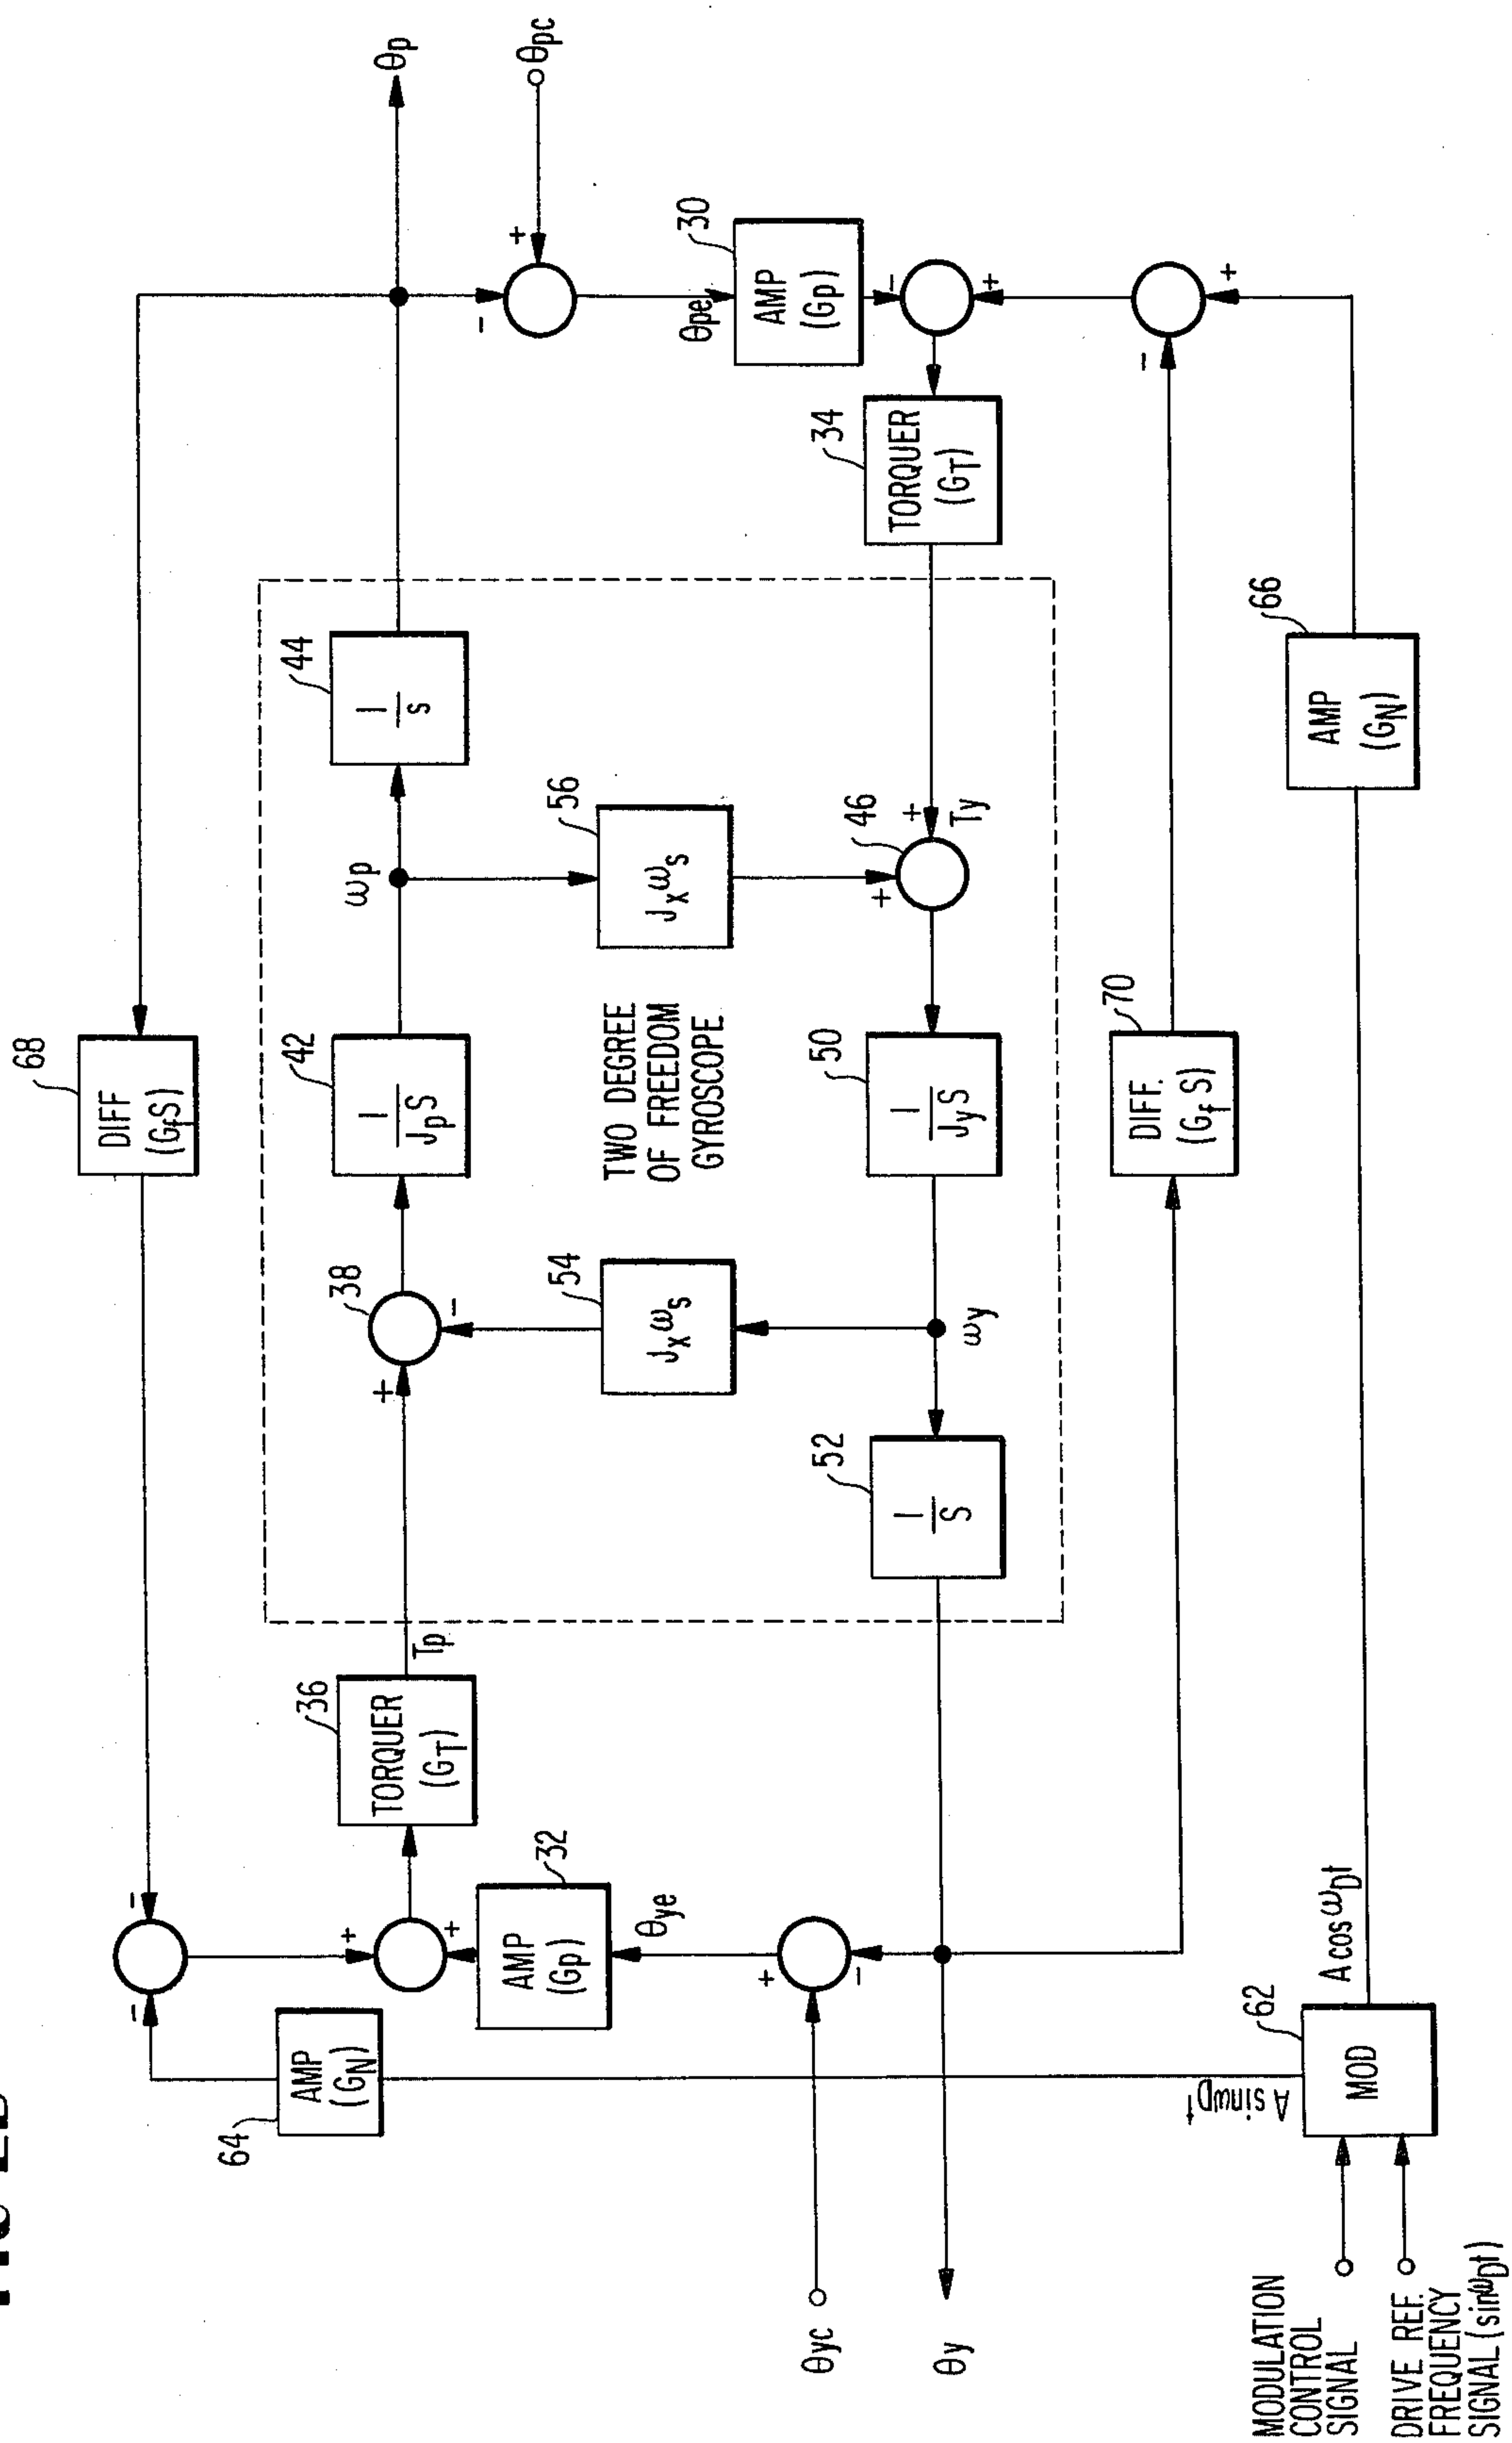 68
DIFF
(GfS)
θp
θpc
+
-
44
1
s
ωp
42
1
JpS
38
+
-
Tp
36
TORQUER
(GT)
-
-
+
+
32
AMP
(Gp)
θye
+
-
64
AMP
(GN)
θyc
θy
56
Jxωs
54
Jxωs
TWO DEGREE
OF FREEDOM
GYROSCOPE
46
+
+
Ty
50
1
JyS
ωy
52
1
S
34
TORQUER
(GT)
θpe
30
AMP
(Gp)
-
+
-
+
70
DIFF.
(GfS)
66
AMP
(GN)
A cos ωDt
A sinωDt
62
MOD
MODULATION
CONTROL
SIGNAL
DRIVE REF.
FREQUENCY
SIGNAL (sinωDt)